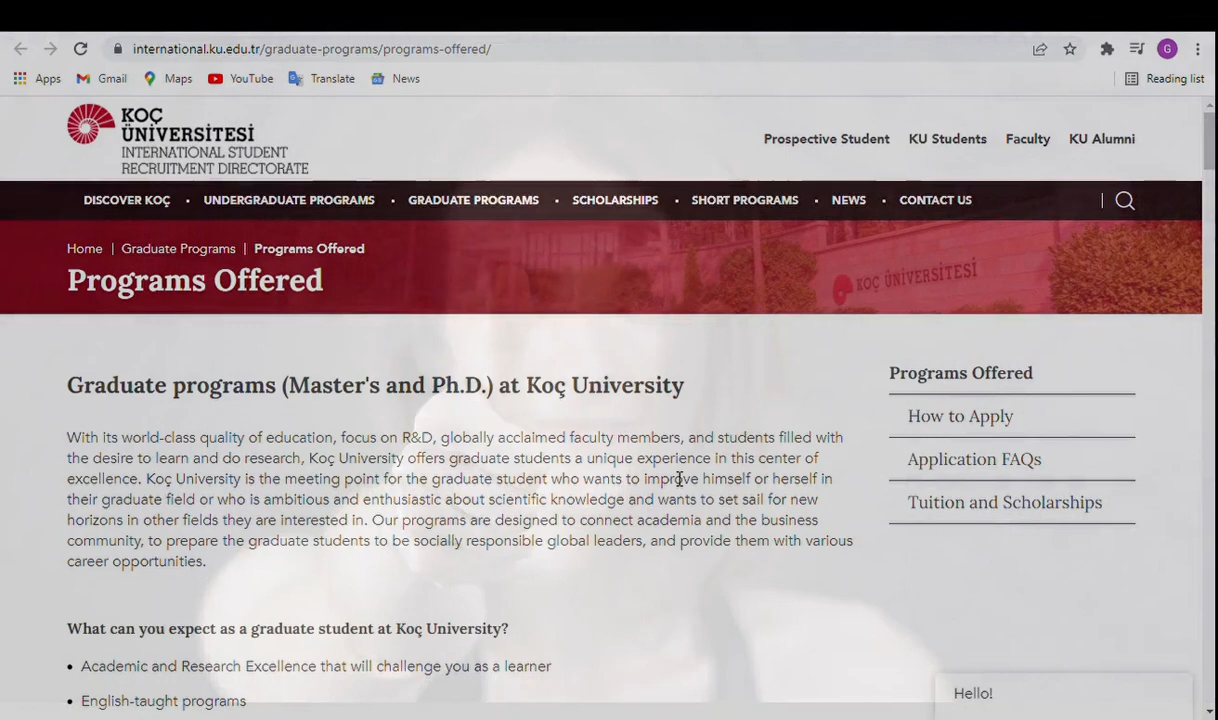 international.ku.edu.tr/graduate-programs/programs-offered/
G
Apps Gmail Maps YouTube Translate News Reading list
KOÇ
ÜNİVERSİTESİ
INTERNATIONAL STUDENT
RECRUITMENT DIRECTORATE
Prospective Student KU Students Faculty KU Alumni
DISCOVER KOÇ • UNDERGRADUATE PROGRAMS • GRADUATE PROGRAMS • SCHOLARSHIPS • SHORT PROGRAMS • NEWS • CONTACT US
Home | Graduate Programs | Programs Offered
Programs Offered
KOÇ ÜNİVERSİTESİ
Graduate programs (Master's and Ph.D.) at Koç University
With its world-class quality of education, focus on R&D, globally acclaimed faculty members, and students filled with
the desire to learn and do research, Koç University offers graduate students a unique experience in this center of
excellence. Koç University is the meeting point for the graduate student who wants to improve himself or herself in
their graduate field or who is ambitious and enthusiastic about scientific knowledge and wants to set sail for new
horizons in other fields they are interested in. Our programs are designed to connect academia and the business
community, to prepare the graduate students to be socially responsible global leaders, and provide them with various
career opportunities.
What can you expect as a graduate student at Koç University?
• Academic and Research Excellence that will challenge you as a learner
• English-taught programs
Programs Offered
How to Apply
Application FAQs
Tuition and Scholarships
Hello!